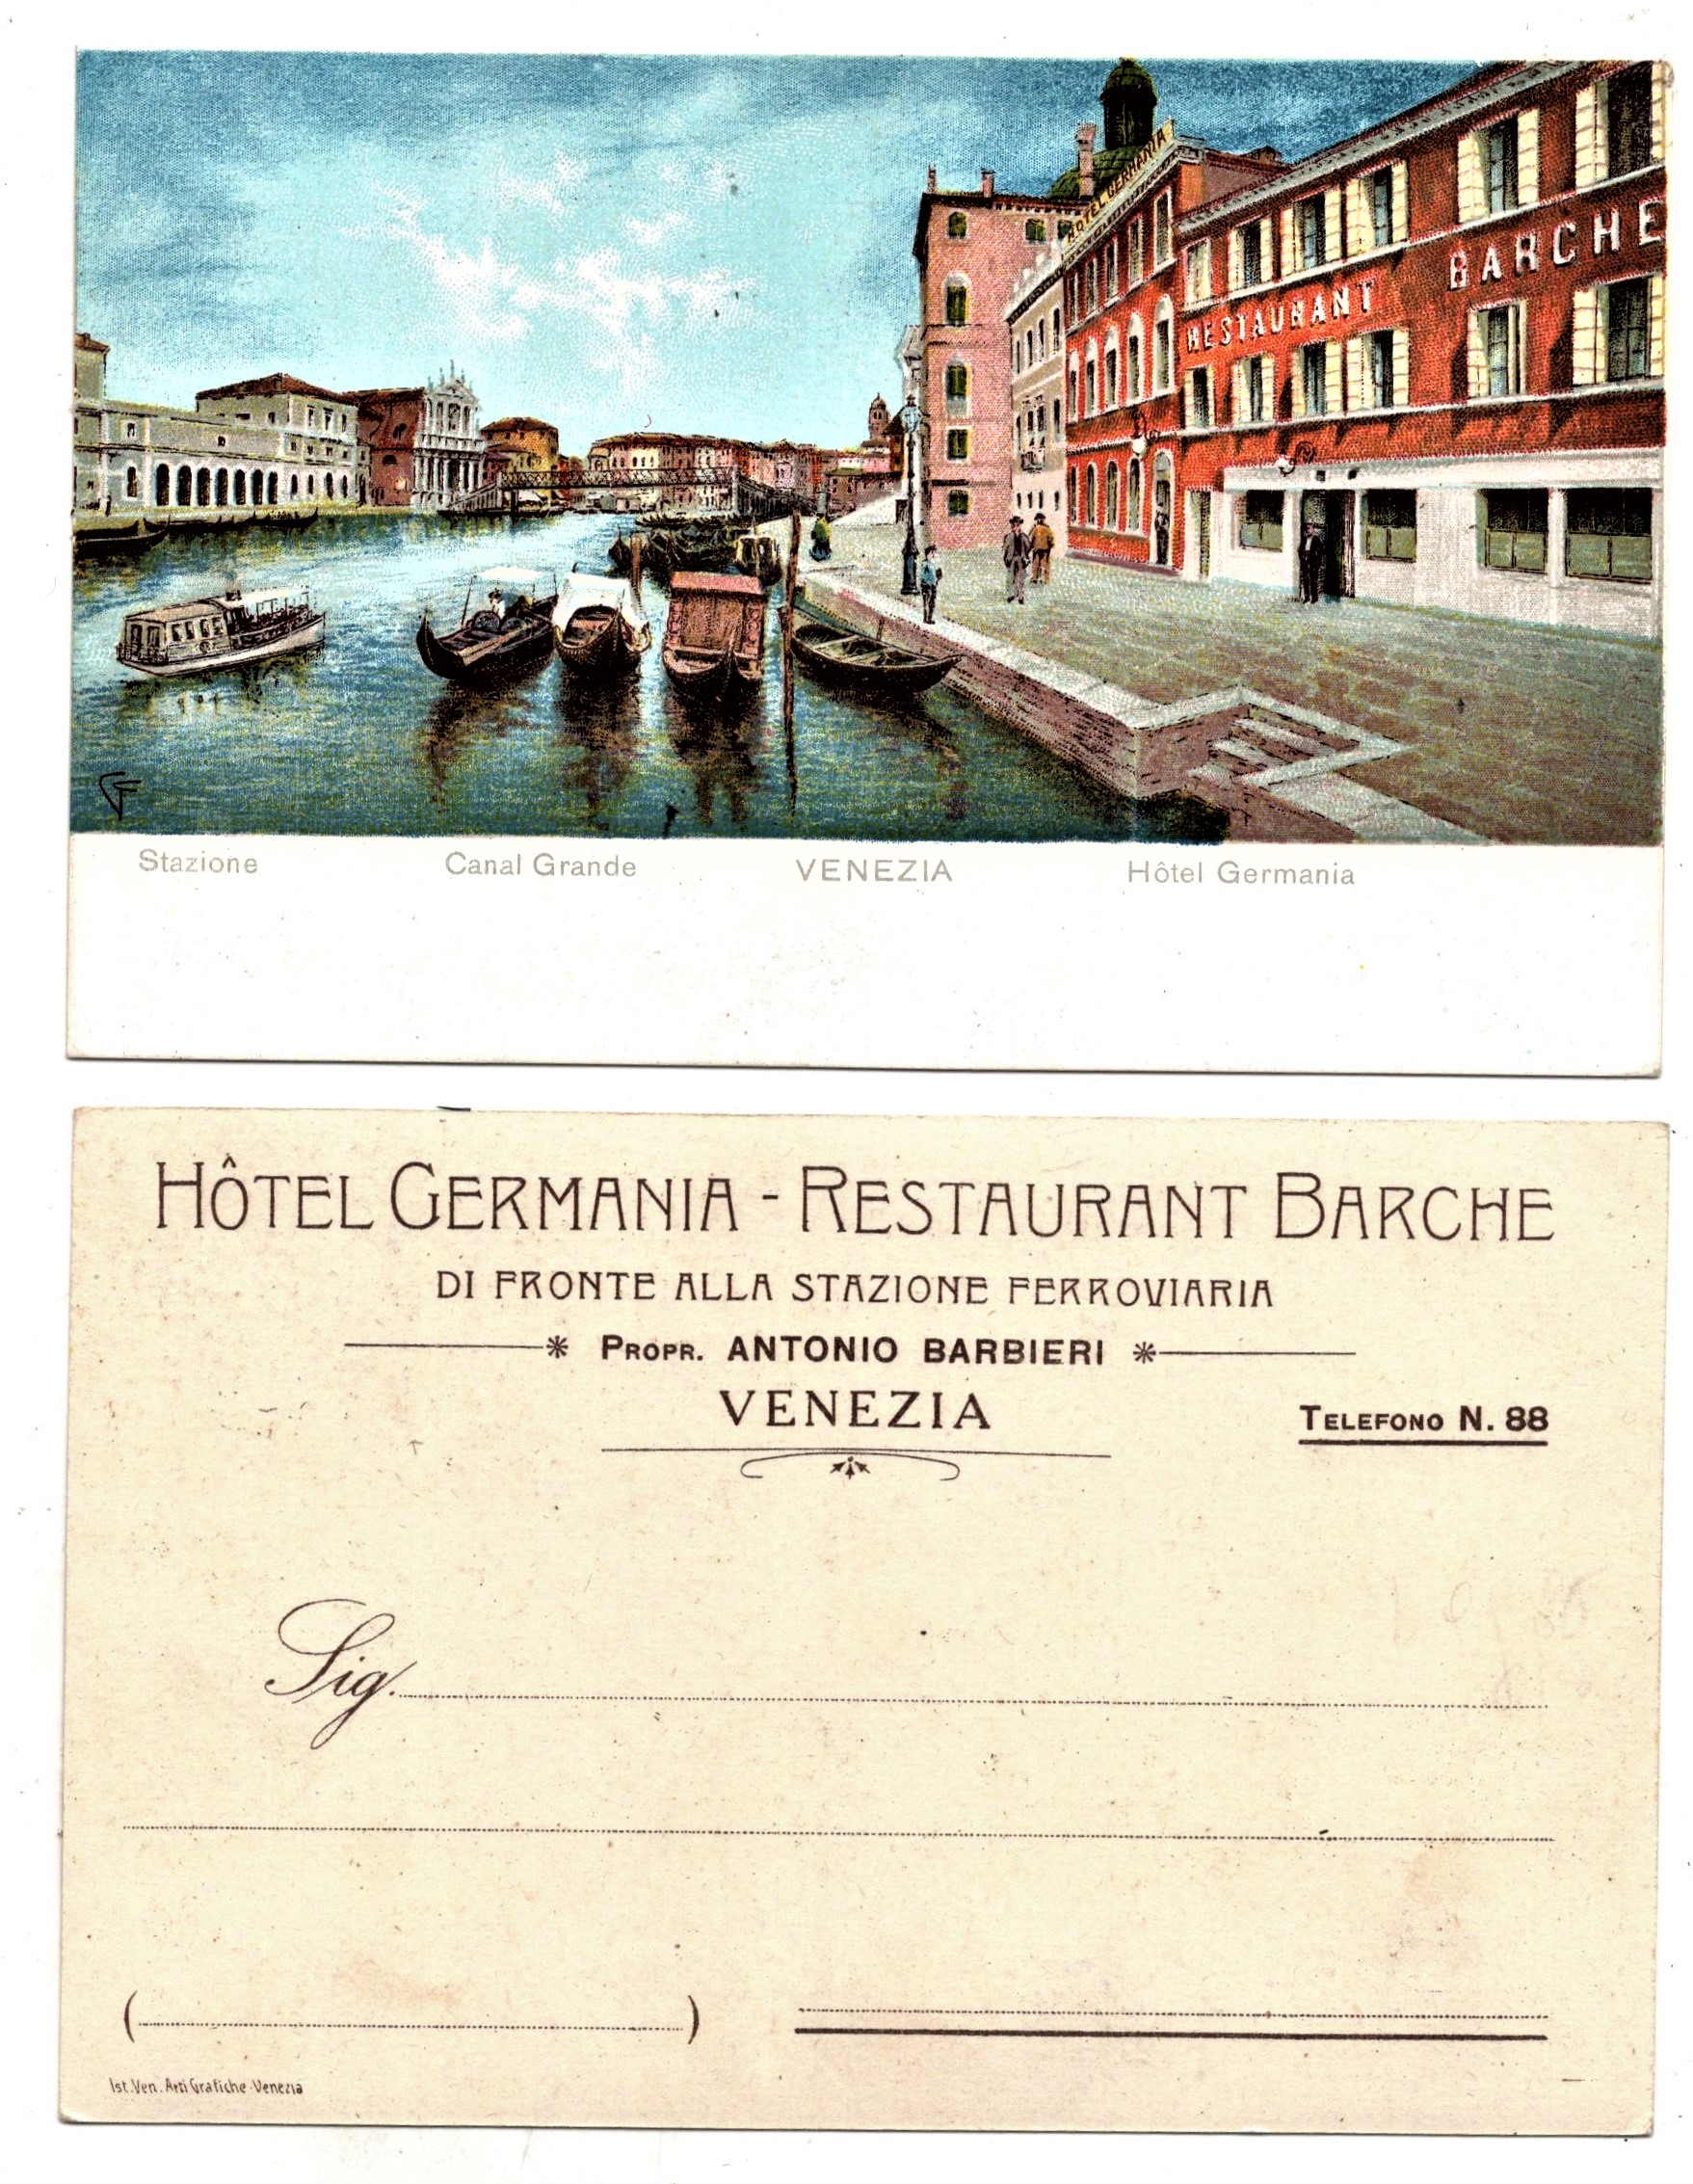 HOTEL GERMANIA
RESTAURANT BARCHE
GF
Stazione Canal Grande VENEZIA Hôtel Germania
HÔTEL GERMANIA - RESTAURANT BARCHE
DI FRONTE ALLA STAZIONE FERROVIARIA
PROPR. ANTONIO BARBIERI
VENEZIA
TELEFONO N. 88
Sig.
( )
Ist. Ven. Arti Grafiche - Venezia